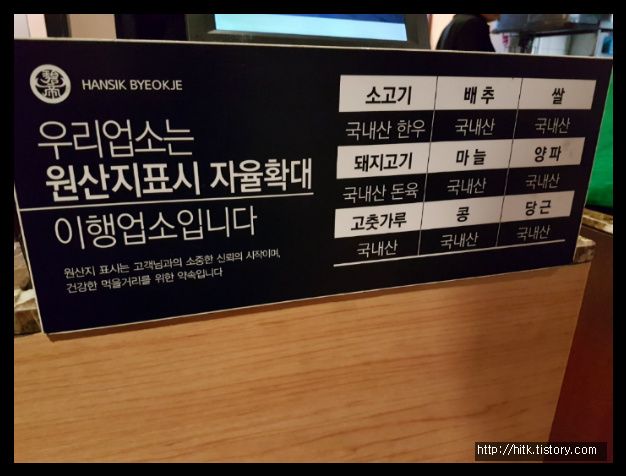 HANSIK BYEOKJE
우리업소는
원산지표시 자율확대
이행업소입니다
원산지 표시는 고객님과의 소중한 신뢰의 시작이며,
건강한 먹을거리를 위한 약속입니다
소고기 배추 쌀
국내산 한우 국내산 국내산
돼지고기 마늘 양파
국내산 돈육 국내산 국내산
고춧가루 콩 당근
국내산 국내산 국내산
http://hitk.tistory.com